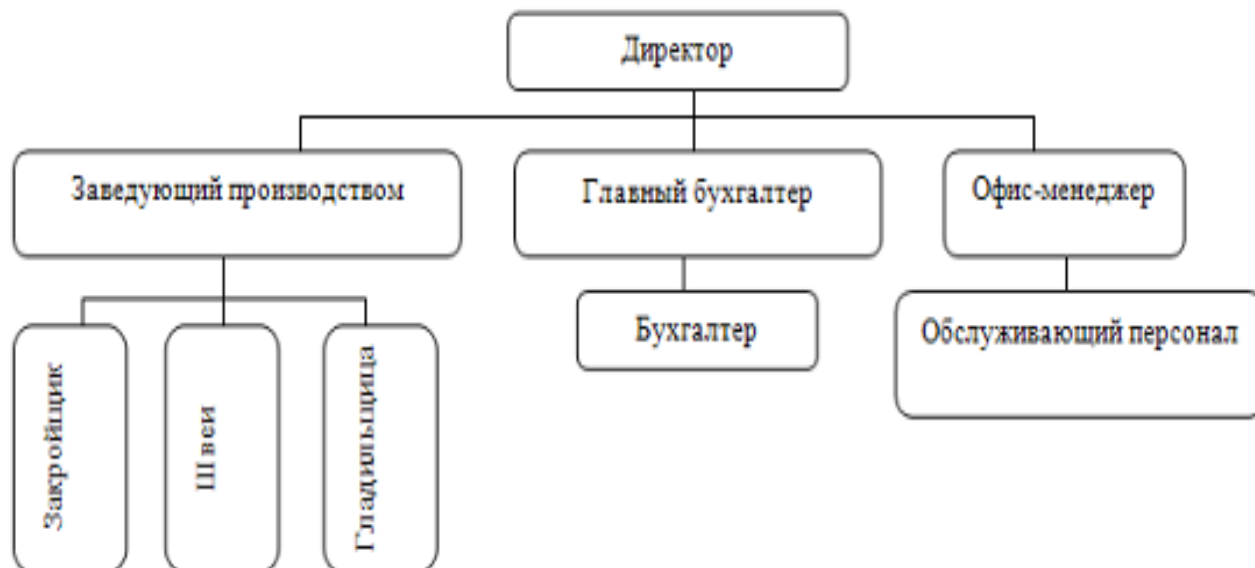 Директор
Заведующий производством
Главный бухгалтер
Офис-менеджер
Бухгалтер
Обслуживающий персонал
Закройщик
Швеи
Гладильщица